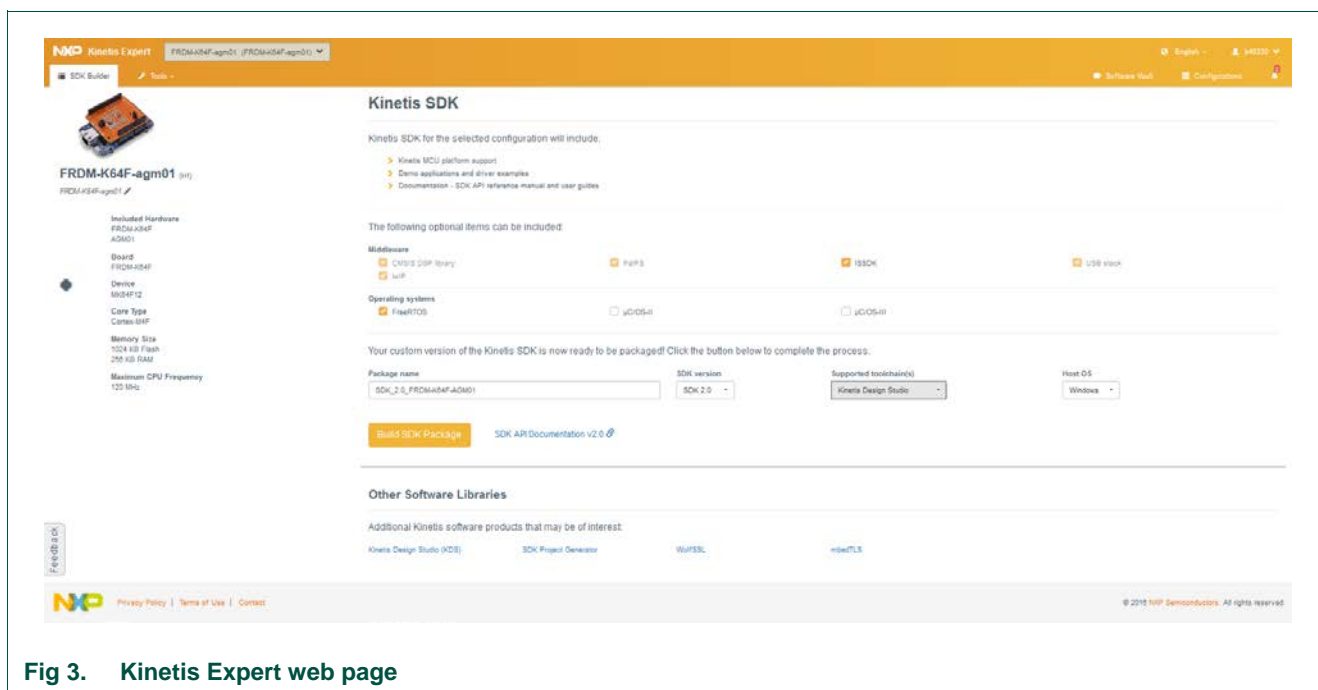 NXP Kinetis Expert FRDM-K64F-agm01 (FRDM-K64F-agm01) English
SDK Builder Tools Software Vault Configurations
FRDM-K64F-agm01
FRDM-K64F-agm01
Included Hardware
FRDM-K64F
AGM01
Board
FRDM-K64F
Device
MK64F12
Core Type
Cortex-M4F
Memory Size
1024 KB Flash
256 KB RAM
Maximum CPU Frequency
120 MHz
Kinetis SDK
Kinetis SDK for the selected configuration will include:
Kinetis MCU platform support
Demo applications and driver examples
Documentation - SDK API reference manual and user guides
The following optional items can be included:
Middleware
CMSIS DSP library FatFS ISSDK USB stack
lwIP
Operating systems
FreeRTOS µC/OS-II µC/OS-III
Your custom version of the Kinetis SDK is now ready to be packaged! Click the button below to complete the process.
Package name SDK version Supported toolchain(s) Host OS
SDK_2.0_FRDM-K64F-AGM01 SDK 2.0 Kinetis Design Studio Windows
Build SDK Package SDK API Documentation v2.0
Other Software Libraries
Additional Kinetis software products that may be of interest:
Kinetis Design Studio (KDS) SDK Project Generator WolfSSL mbedTLS
Feedback
NXP Privacy Policy | Terms of Use | Contact © 2016 NXP Semiconductors. All rights reserved
Fig 3. Kinetis Expert web page